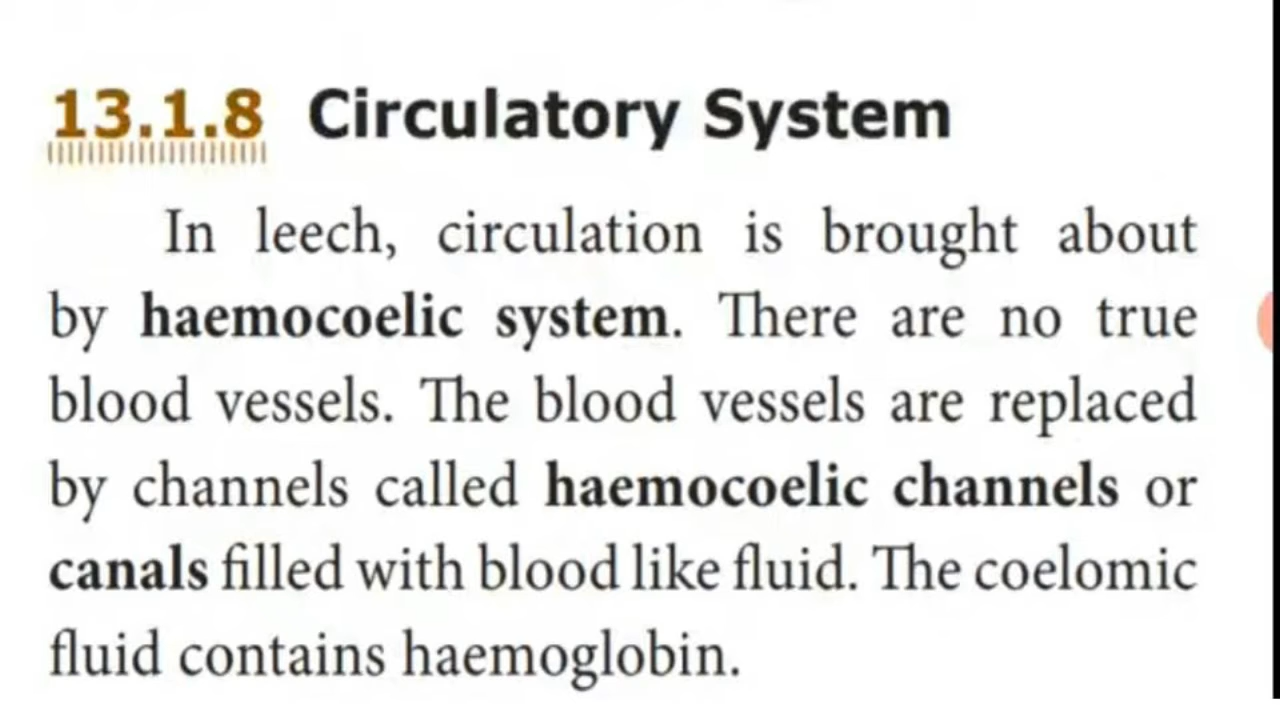 13.1.8 Circulatory System
In leech, circulation is brought about
by haemocoelic system. There are no true
blood vessels. The blood vessels are replaced
by channels called haemocoelic channels or
canals filled with blood like fluid. The coelomic
fluid contains haemoglobin.